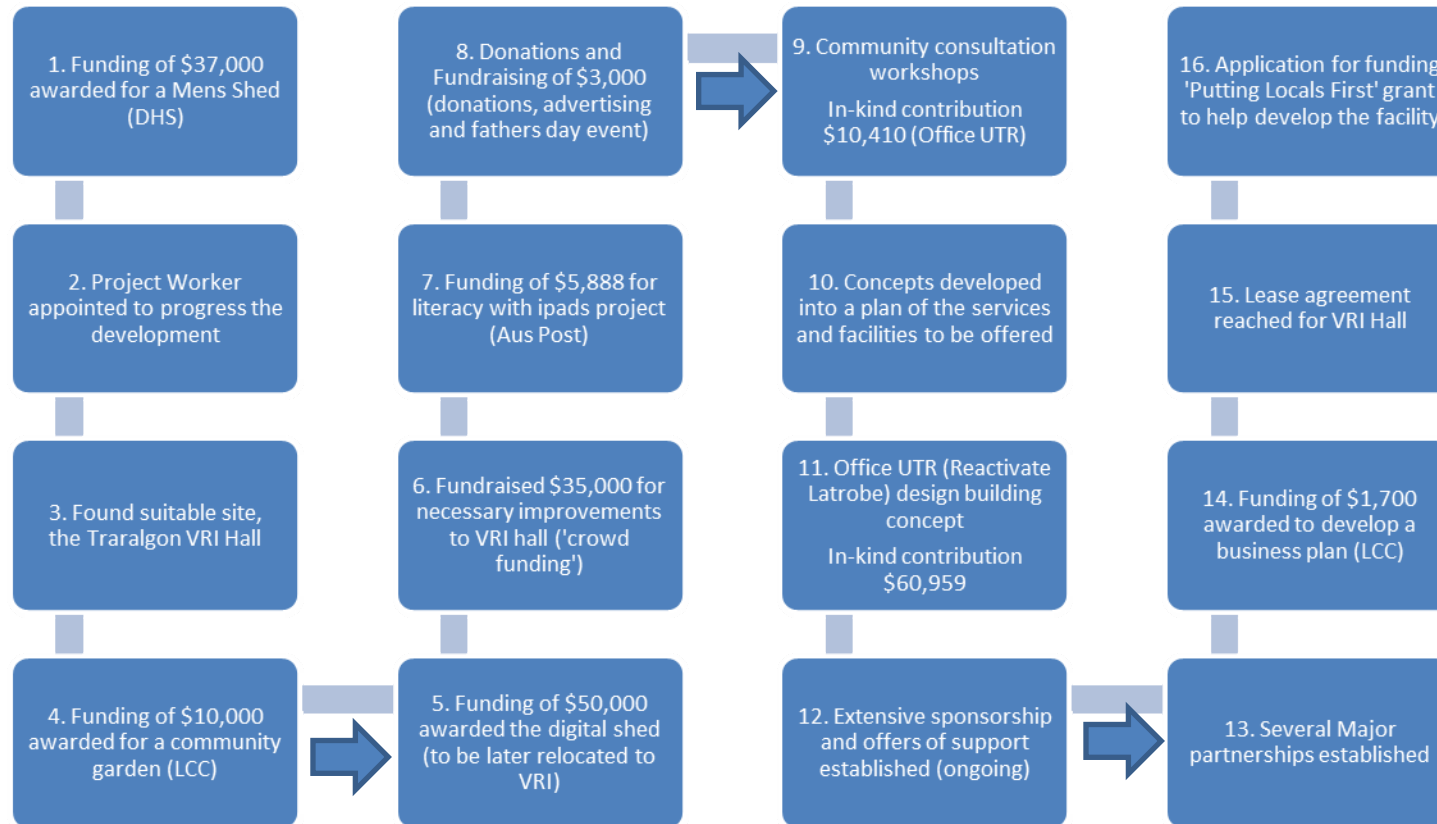 1. Funding of $37,000
awarded for a Mens Shed
(DHS)
2. Project Worker
appointed to progress the
development
3. Found suitable site,
the Traralgon VRI Hall
4. Funding of $10,000
awarded for a community
garden (LCC)
5. Funding of $50,000
awarded the digital shed
(to be later relocated to
VRI)
6. Fundraised $35,000 for
necessary improvements
to VRI hall ('crowd
funding')
7. Funding of $5,888 for
literacy with ipads project
(Aus Post)
8. Donations and
Fundraising of $3,000
(donations, advertising
and fathers day event)
9. Community consultation
workshops
In-kind contribution
$10,410 (Office UTR)
10. Concepts developed
into a plan of the services
and facilities to be offered
11. Office UTR (Reactivate
Latrobe) design building
concept
In-kind contribution
$60,959
12. Extensive sponsorship
and offers of support
established (ongoing)
13. Several Major
partnerships established
14. Funding of $1,700
awarded to develop a
business plan (LCC)
15. Lease agreement
reached for VRI Hall
16. Application for funding
'Putting Locals First' grant
to help develop the facility